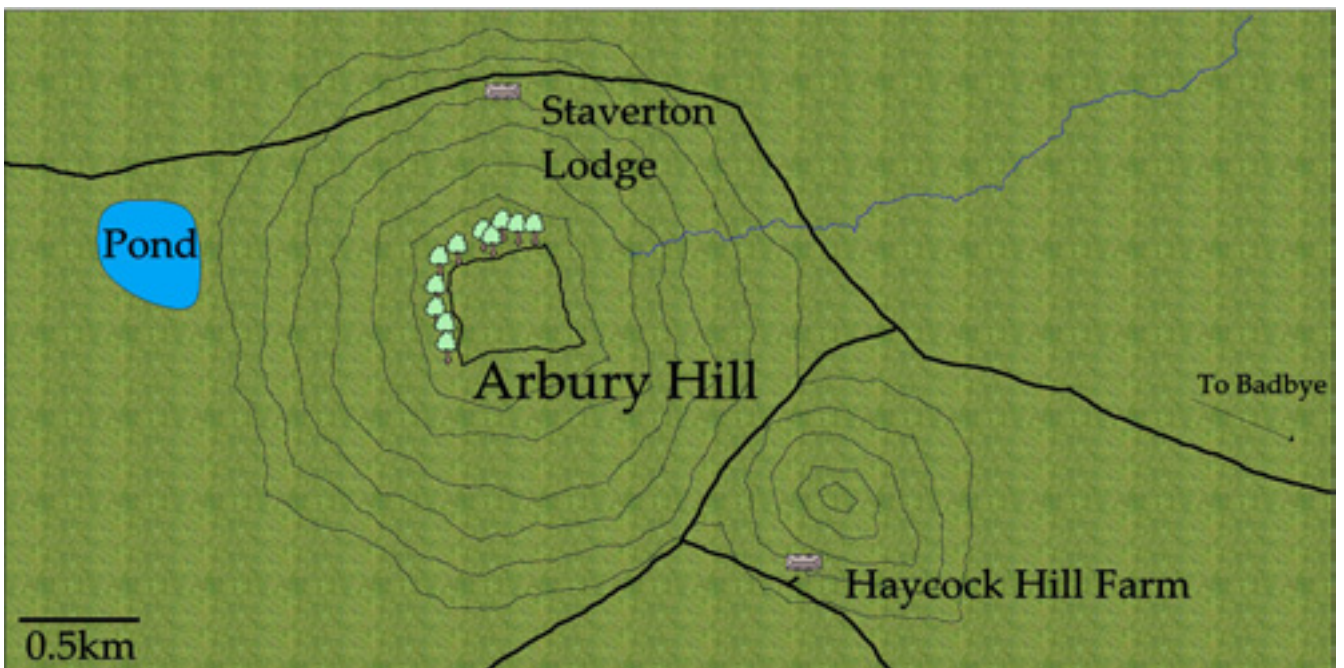 Staverton
Lodge
Pond
Arbury Hill
To Badbye
Haycock Hill Farm
0.5km